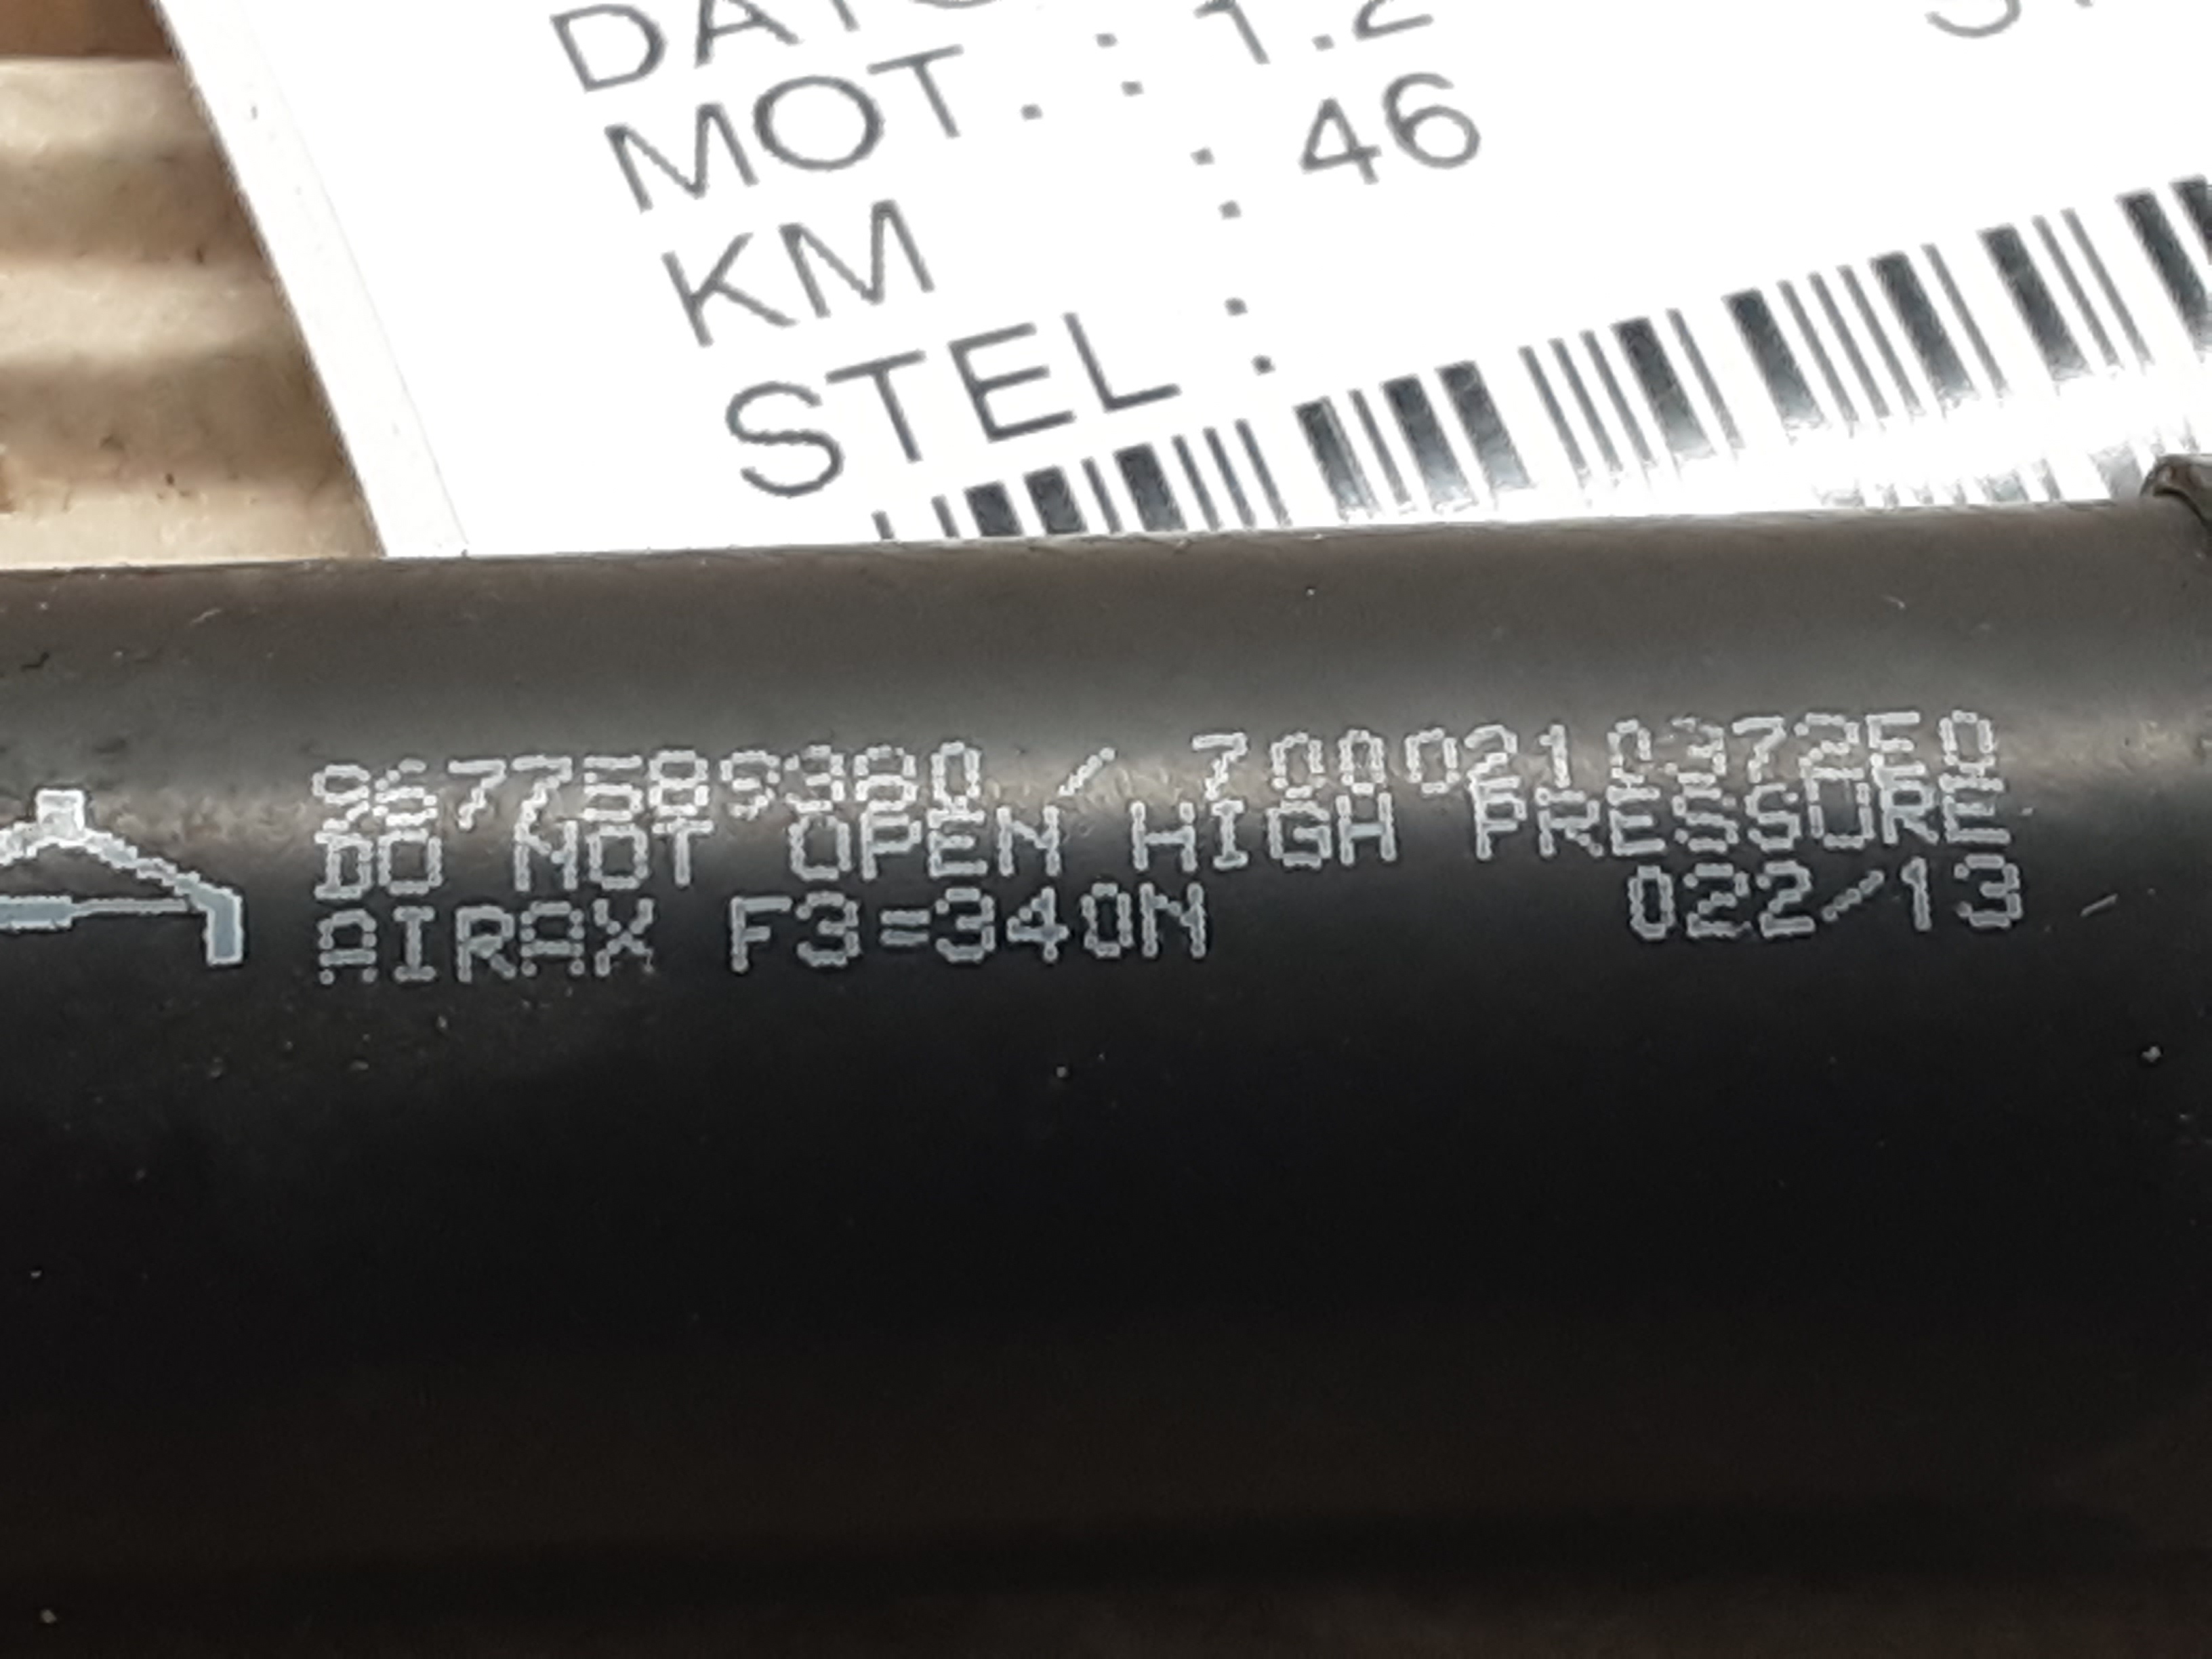 MOT. : 1.2
KM : 46
STEL :
9677589380 / 7000210372E0
DO NOT OPEN HIGH PRESSURE
AIRAX F3=340N 022/13